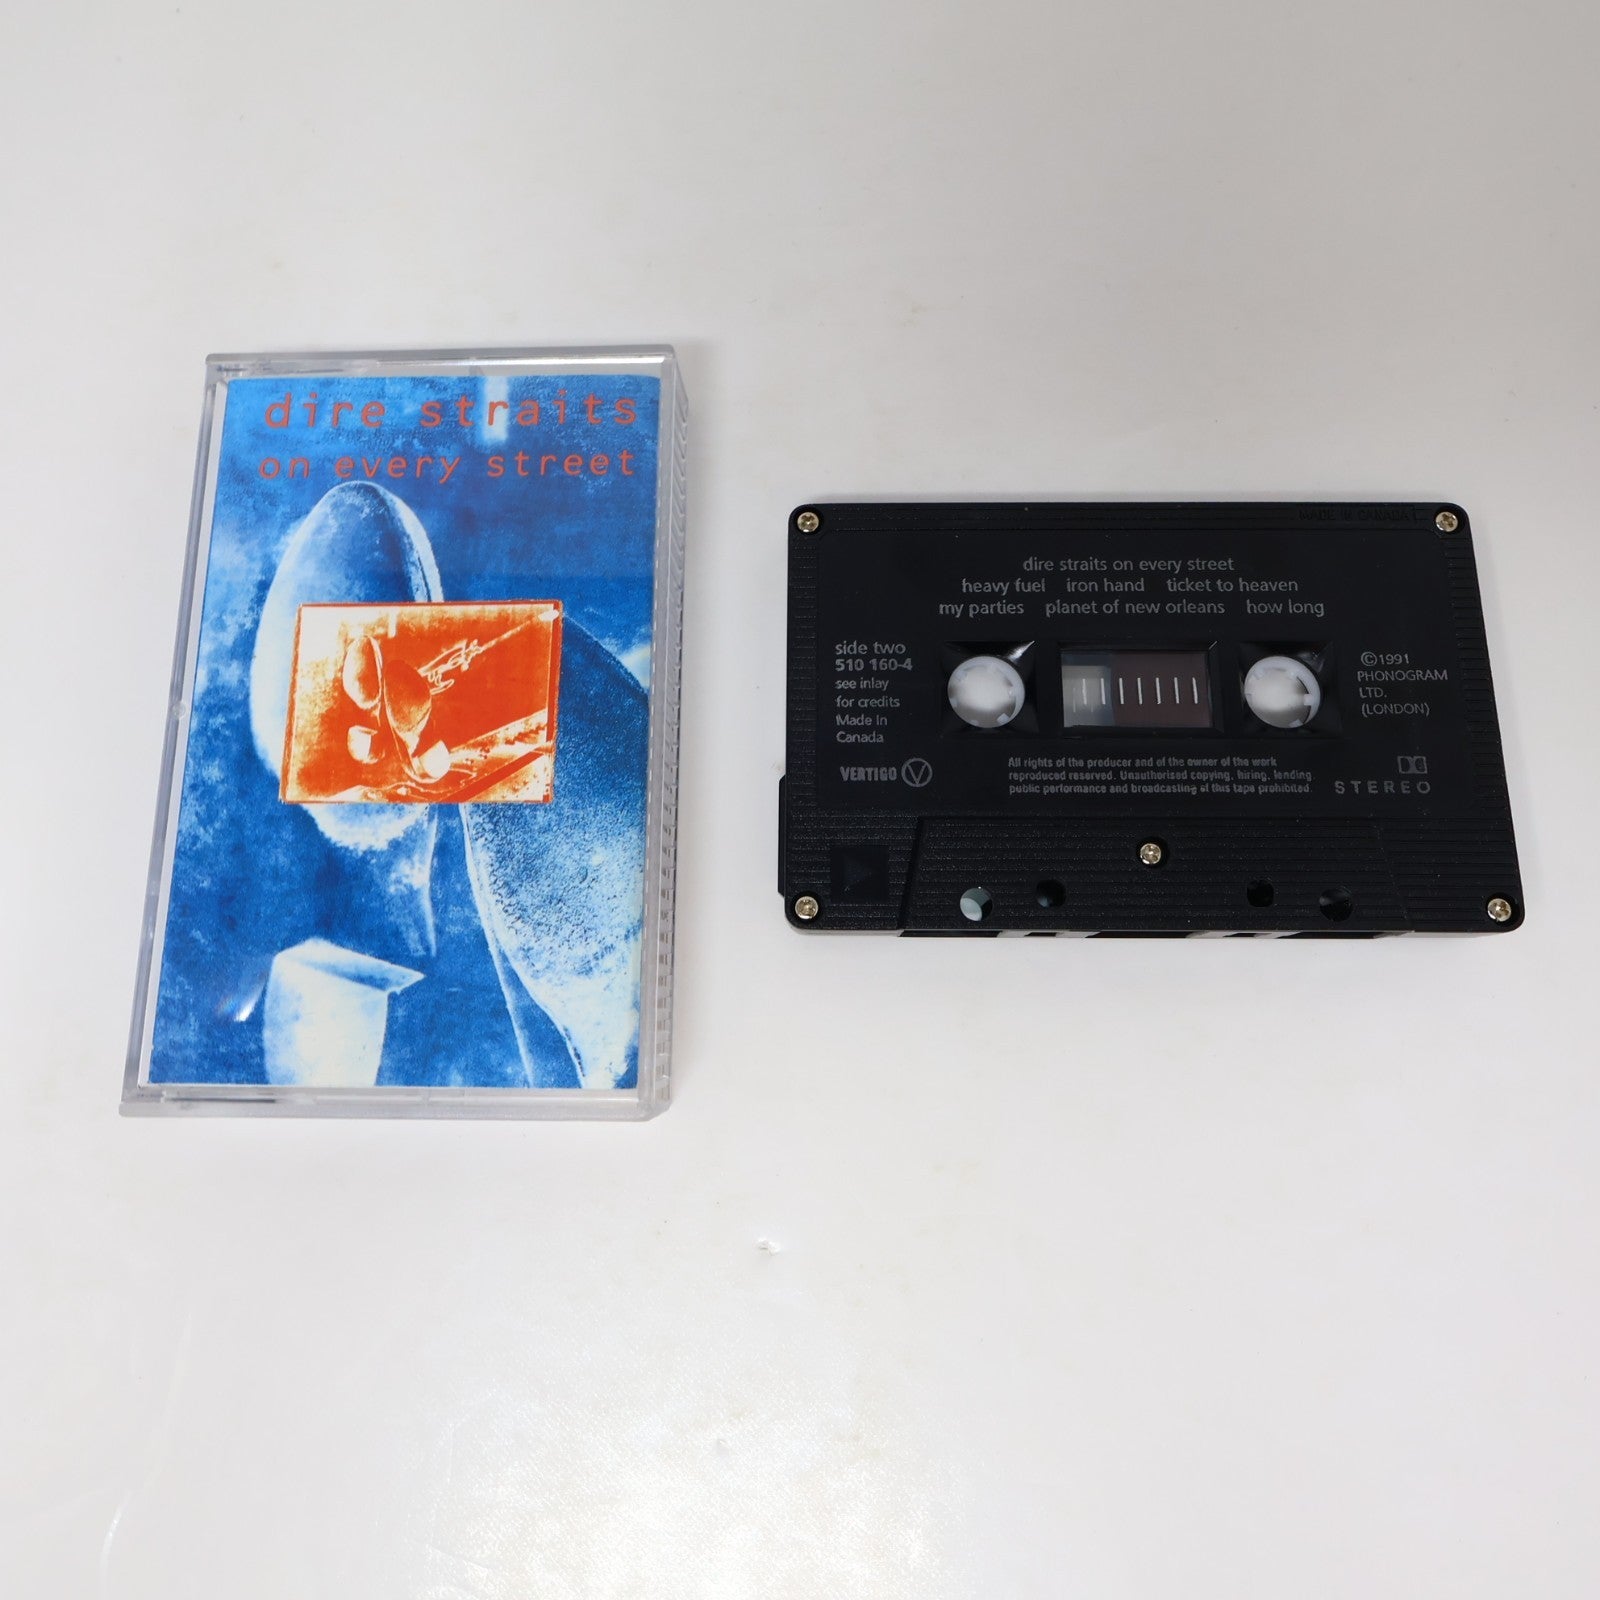 dire straits
on every street
MADE IN CANADA
dire straits on every street
heavy fuel iron hand ticket to heaven
my parties planet of new orleans how long
side two
510 160-4
see inlay
for credits
Made In
Canada
VERTIGO V
©1991
PHONOGRAM
LTD.
(LONDON)
All rights of the producer and of the owner of the work
reproduced reserved. Unauthorised copying, hiring, lending,
public performance and broadcasting of this tape prohibited.
STEREO